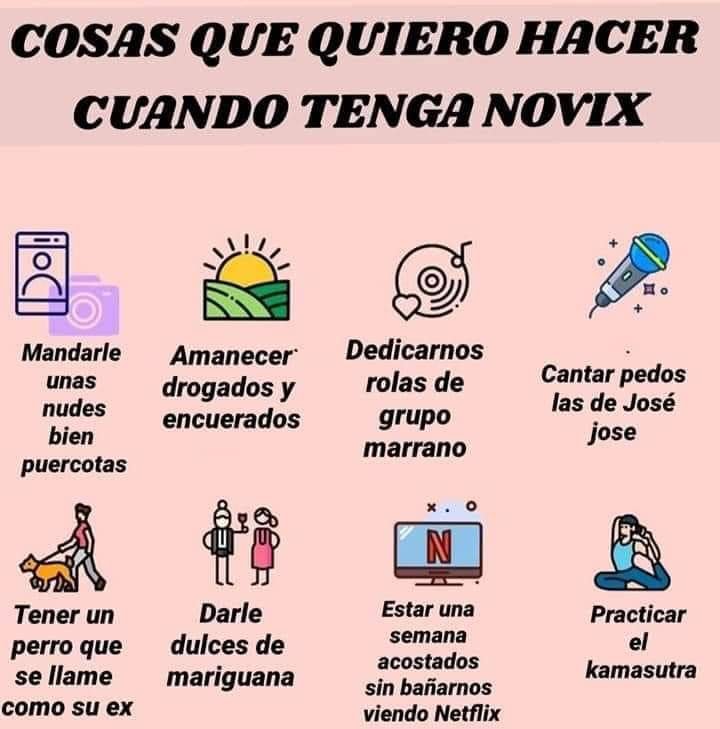 COSAS QUE QUIERO HACER
CUANDO TENGA NOVIX
Mandarle
unas
nudes
bien
puercotas
Amanecer
drogados y
encuerados
Dedicarnos
rolas de
grupo
marrano
Cantar pedos
las de José
jose
N
Tener un
perro que
se llame
como su ex
Darle
dulces de
mariguana
Estar una
semana
acostados
sin bañarnos
viendo Netflix
Practicar
el
kamasutra